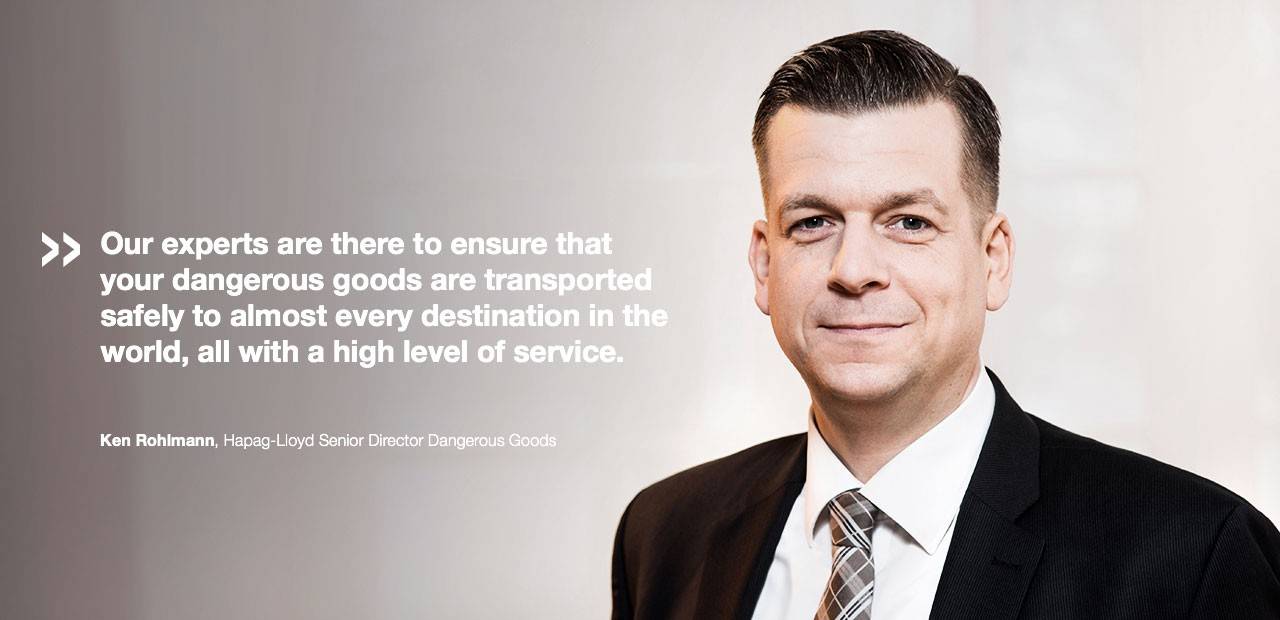 ›› Our experts are there to ensure that
your dangerous goods are transported
safely to almost every destination in the
world, all with a high level of service.
Ken Rohlmann, Hapag-Lloyd Senior Director Dangerous Goods